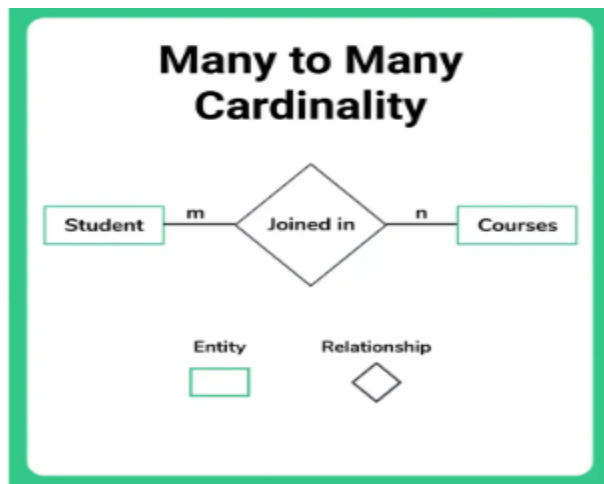 Many to Many
Cardinality
Student
m
Joined in
n
Courses
Entity
Relationship